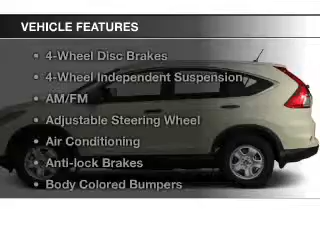 VEHICLE FEATURES
• 4-Wheel Disc Brakes
• 4-Wheel Independent Suspension
• AM/FM
• Adjustable Steering Wheel
• Air Conditioning
• Anti-lock Brakes
• Body Colored Bumpers